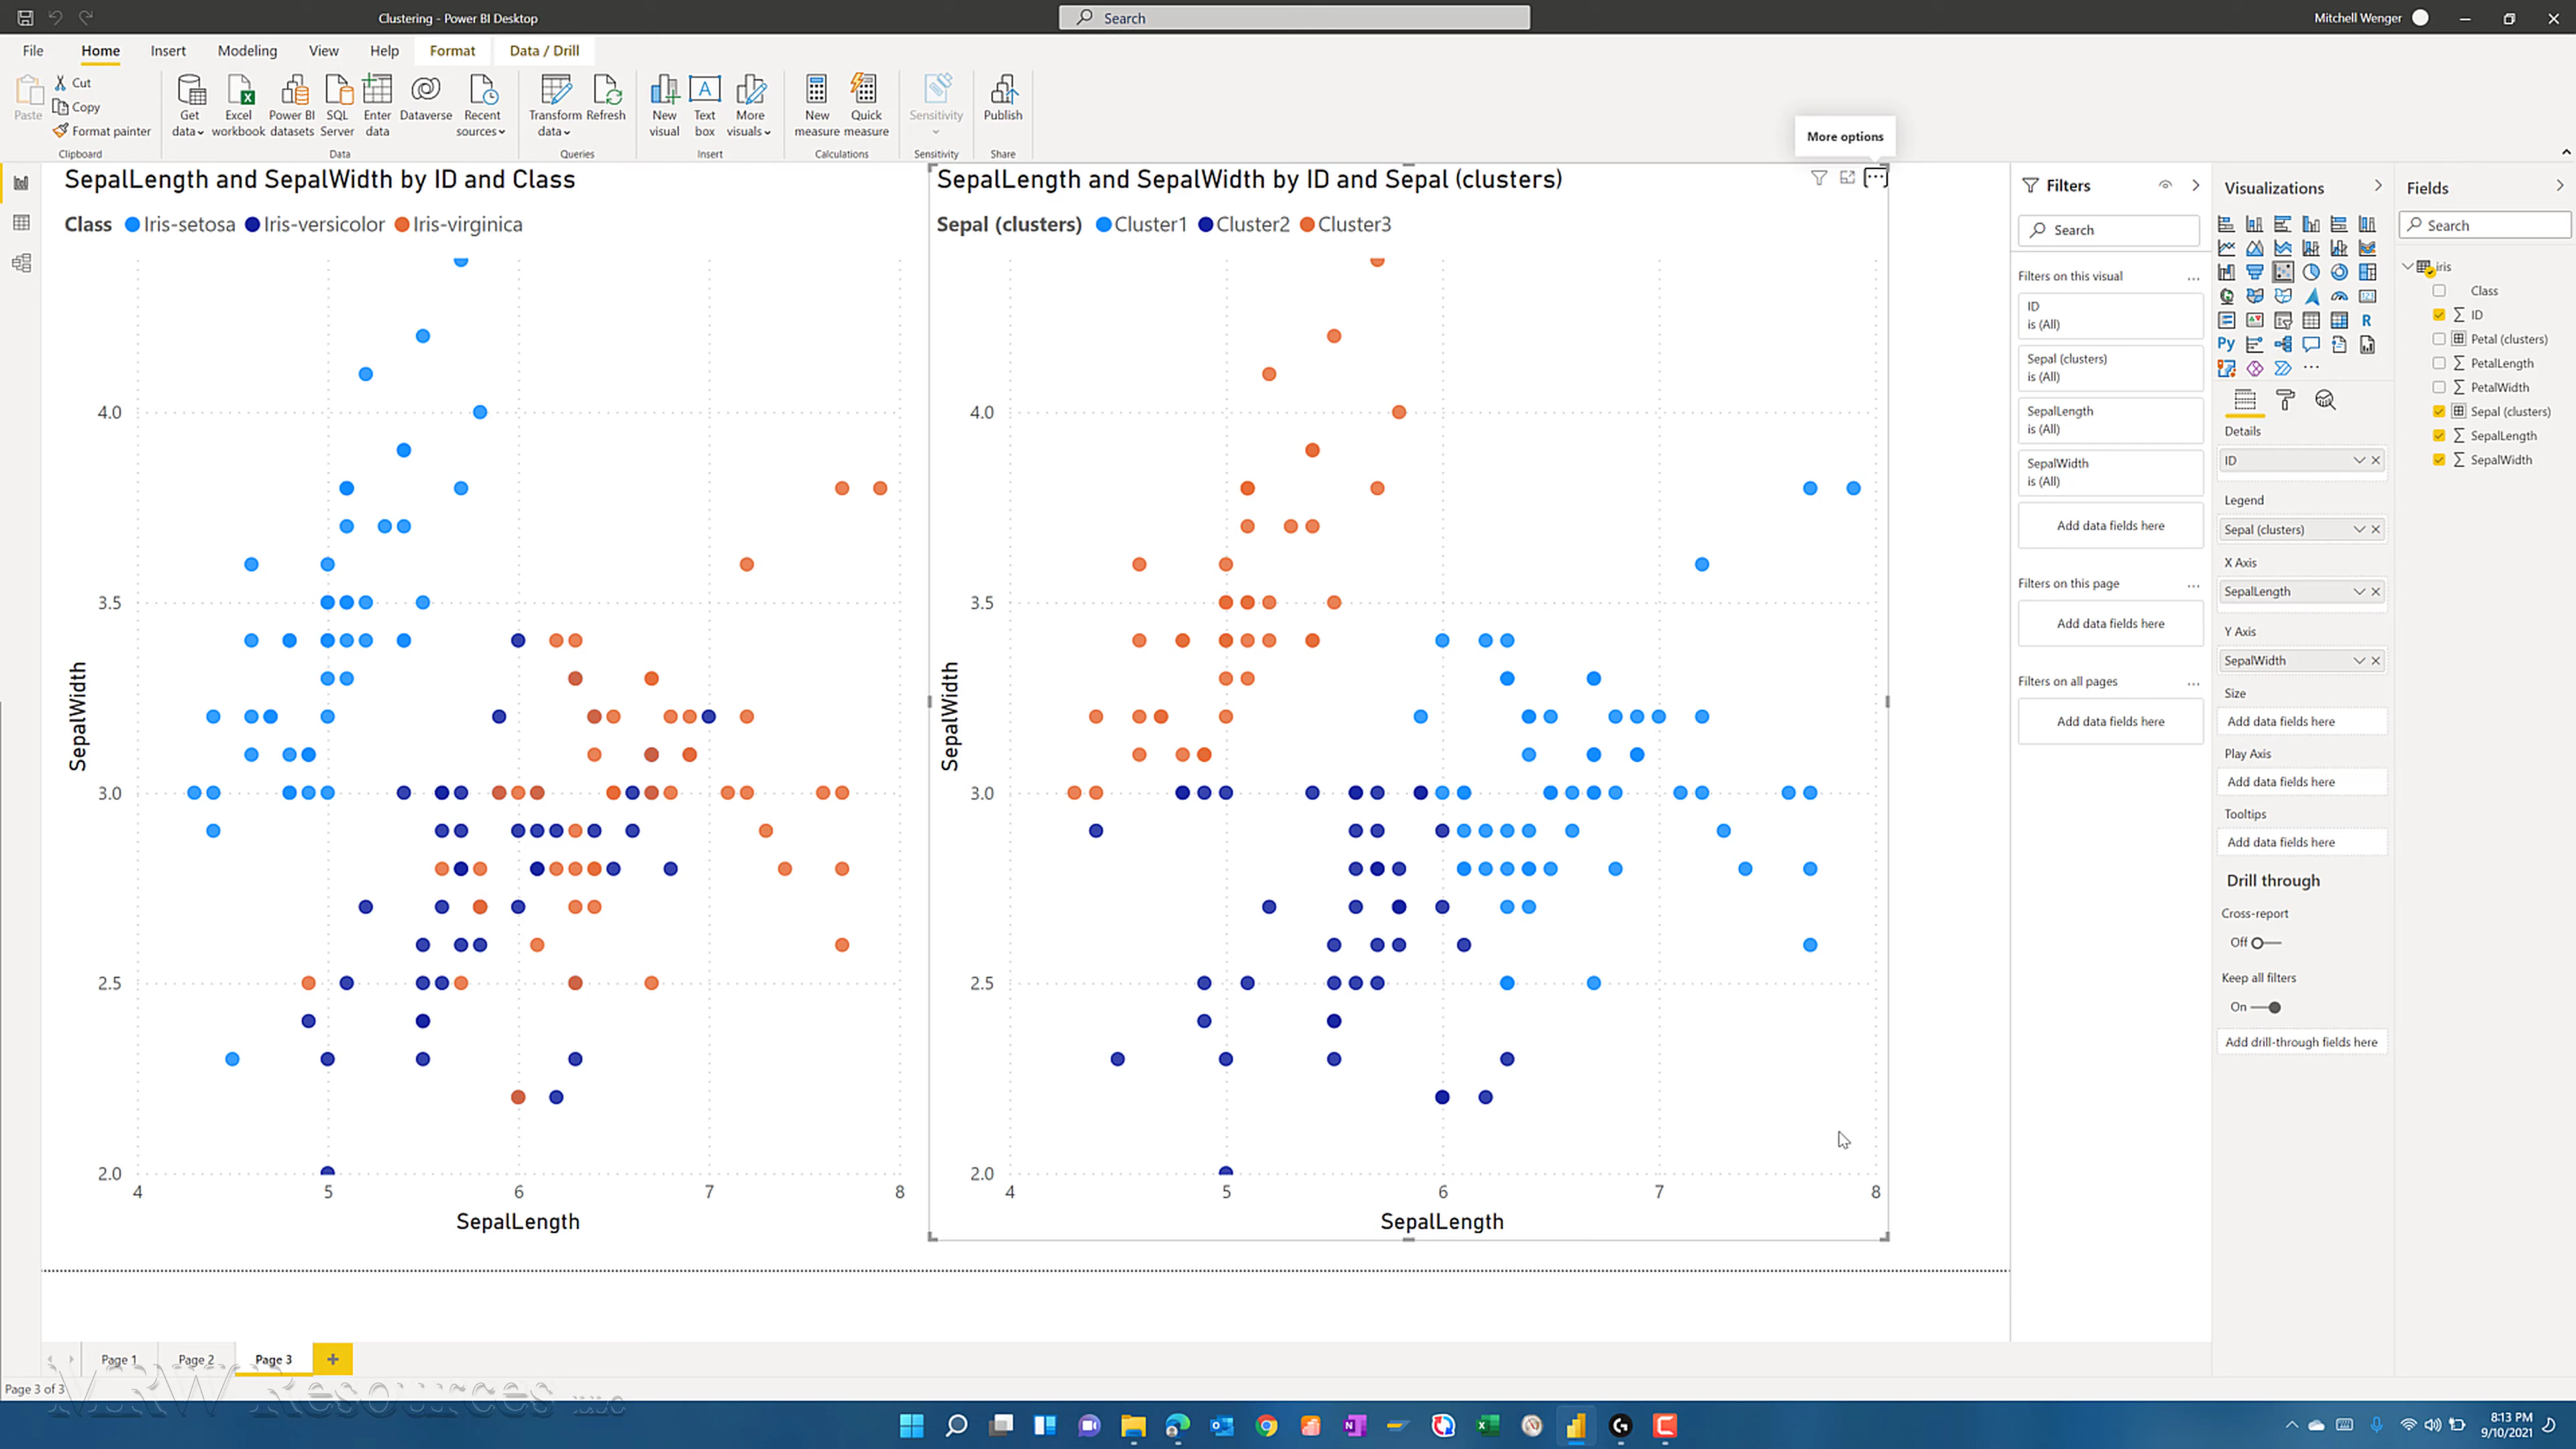 Clustering - Power BI Desktop
Search
Mitchell Wenger
File Home Insert Modeling View Help Format Data / Drill
Paste
Cut
Copy
Format painter
Clipboard
Get data
Excel workbook
Power BI datasets
SQL Server
Enter data
Dataverse
Recent sources
Data
Transform data
Refresh
Queries
New visual
Text box
More visuals
Insert
New measure
Quick measure
Calculations
Sensitivity
Sensitivity
Publish
Share
More options
SepalLength and SepalWidth by ID and Class
Class Iris-setosa Iris-versicolor Iris-virginica
4.0
3.5
3.0
2.5
2.0
SepalWidth
4 5 6 7 8
SepalLength
SepalLength and SepalWidth by ID and Sepal (clusters)
Sepal (clusters) Cluster1 Cluster2 Cluster3
4.0
3.5
3.0
2.5
2.0
SepalWidth
4 5 6 7 8
SepalLength
Filters
Search
Filters on this visual ...
ID
is (All)
Sepal (clusters)
is (All)
SepalLength
is (All)
SepalWidth
is (All)
Add data fields here
Filters on this page ...
Add data fields here
Filters on all pages ...
Add data fields here
Visualizations
R
Py
...
Details
ID
Legend
Sepal (clusters)
X Axis
SepalLength
Y Axis
SepalWidth
Size
Add data fields here
Play Axis
Add data fields here
Tooltips
Add data fields here
Drill through
Cross-report
Off
Keep all filters
On
Add drill-through fields here
Fields
Search
iris
Class
ID
Petal (clusters)
PetalLength
PetalWidth
Sepal (clusters)
SepalLength
SepalWidth
Page 1 Page 2 Page 3 +
Page 3 of 3
MRW Resources
8:13 PM
9/10/2021